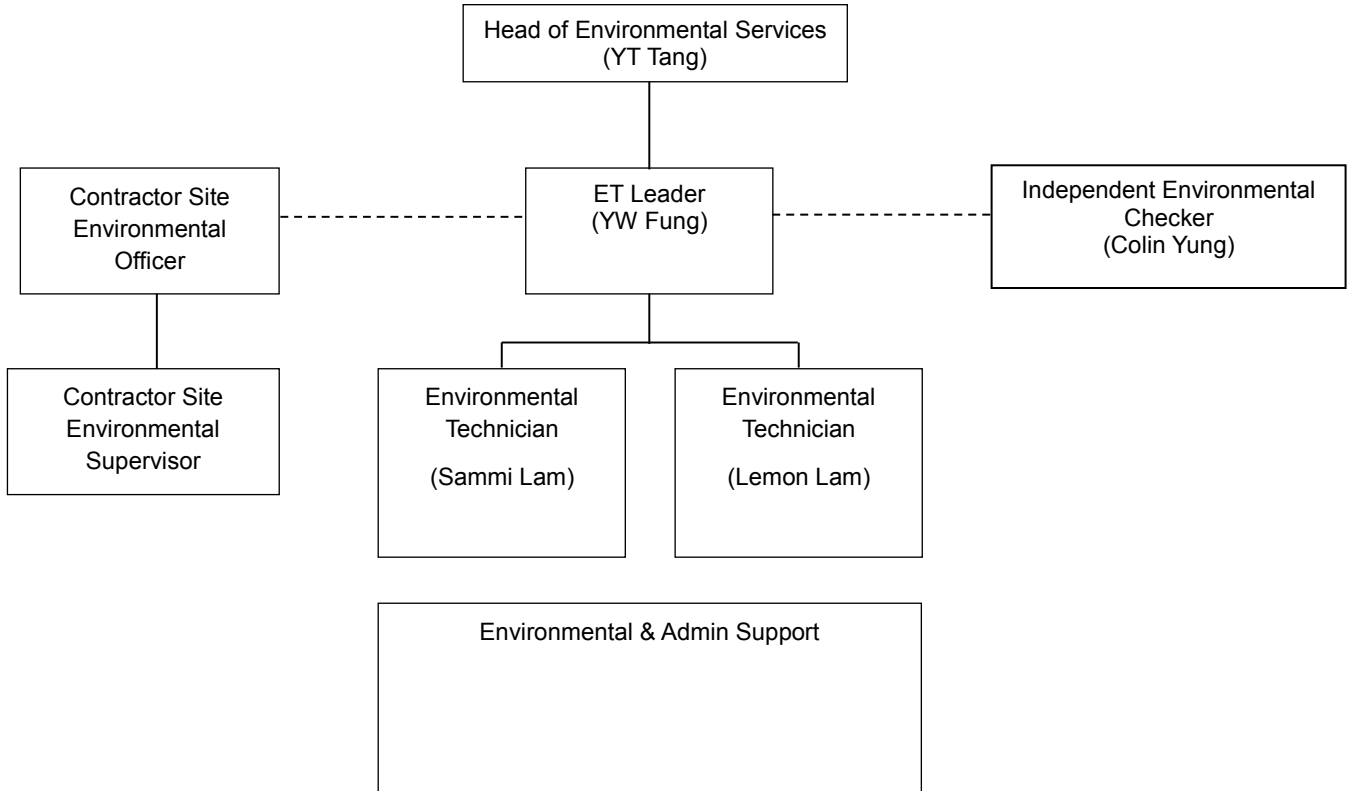 Head of Environmental Services
(YT Tang)
Contractor Site
Environmental
Officer
ET Leader
(YW Fung)
Independent Environmental
Checker
(Colin Yung)
Contractor Site
Environmental
Supervisor
Environmental
Technician
(Sammi Lam)
Environmental
Technician
(Lemon Lam)
Environmental & Admin Support